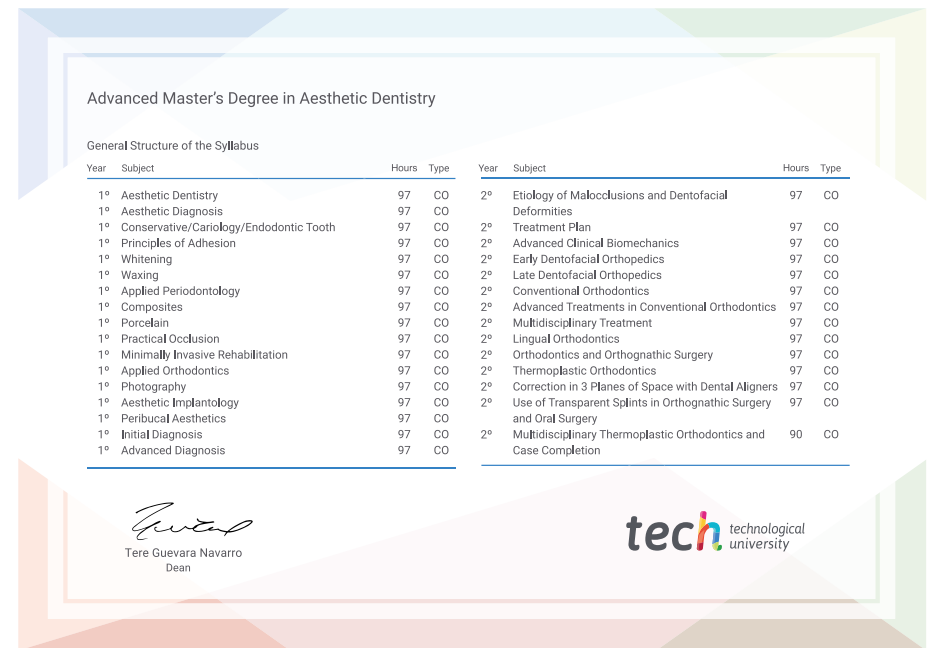 Advanced Master's Degree in Aesthetic Dentistry
General Structure of the Syllabus
Year Subject Hours Type
1º Aesthetic Dentistry 97 CO
1º Aesthetic Diagnosis 97 CO
1º Conservative/Cariology/Endodontic Tooth 97 CO
1º Principles of Adhesion 97 CO
1º Whitening 97 CO
1º Waxing 97 CO
1º Applied Periodontology 97 CO
1º Composites 97 CO
1º Porcelain 97 CO
1º Practical Occlusion 97 CO
1º Minimally Invasive Rehabilitation 97 CO
1º Applied Orthodontics 97 CO
1º Photography 97 CO
1º Aesthetic Implantology 97 CO
1º Peribucal Aesthetics 97 CO
1º Initial Diagnosis 97 CO
1º Advanced Diagnosis 97 CO
Year Subject Hours Type
2º Etiology of Malocclusions and Dentofacial 97 CO
Deformities
2º Treatment Plan 97 CO
2º Advanced Clinical Biomechanics 97 CO
2º Early Dentofacial Orthopedics 97 CO
2º Late Dentofacial Orthopedics 97 CO
2º Conventional Orthodontics 97 CO
2º Advanced Treatments in Conventional Orthodontics 97 CO
2º Multidisciplinary Treatment 97 CO
2º Lingual Orthodontics 97 CO
2º Orthodontics and Orthognathic Surgery 97 CO
2º Thermoplastic Orthodontics 97 CO
2º Correction in 3 Planes of Space with Dental Aligners 97 CO
2º Use of Transparent Splints in Orthognathic Surgery 97 CO
and Oral Surgery
2º Multidisciplinary Thermoplastic Orthodontics and 90 CO
Case Completion
Tere Guevara Navarro
Dean
tech technological
university